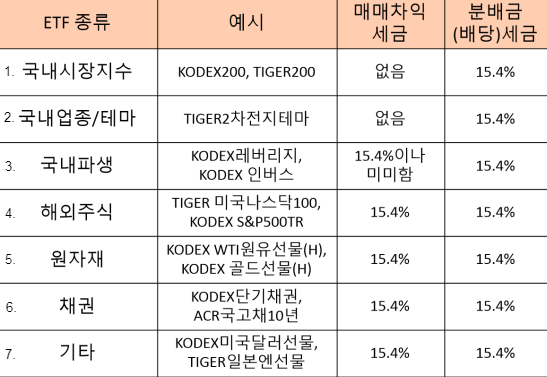 ETF 종류 예시 매매차익 세금 분배금 (배당)세금
1. 국내시장지수 KODEX200, TIGER200 없음 15.4%
2. 국내업종/테마 TIGER2차전지테마 없음 15.4%
3. 국내파생 KODEX레버리지, KODEX 인버스 15.4%이나 미미함 15.4%
4. 해외주식 TIGER 미국나스닥100, KODEX S&P500TR 15.4% 15.4%
5. 원자재 KODEX WTI원유선물(H), KODEX 골드선물(H) 15.4% 15.4%
6. 채권 KODEX단기채권, ACR국고채10년 15.4% 15.4%
7. 기타 KODEX미국달러선물, TIGER일본엔선물 15.4% 15.4%